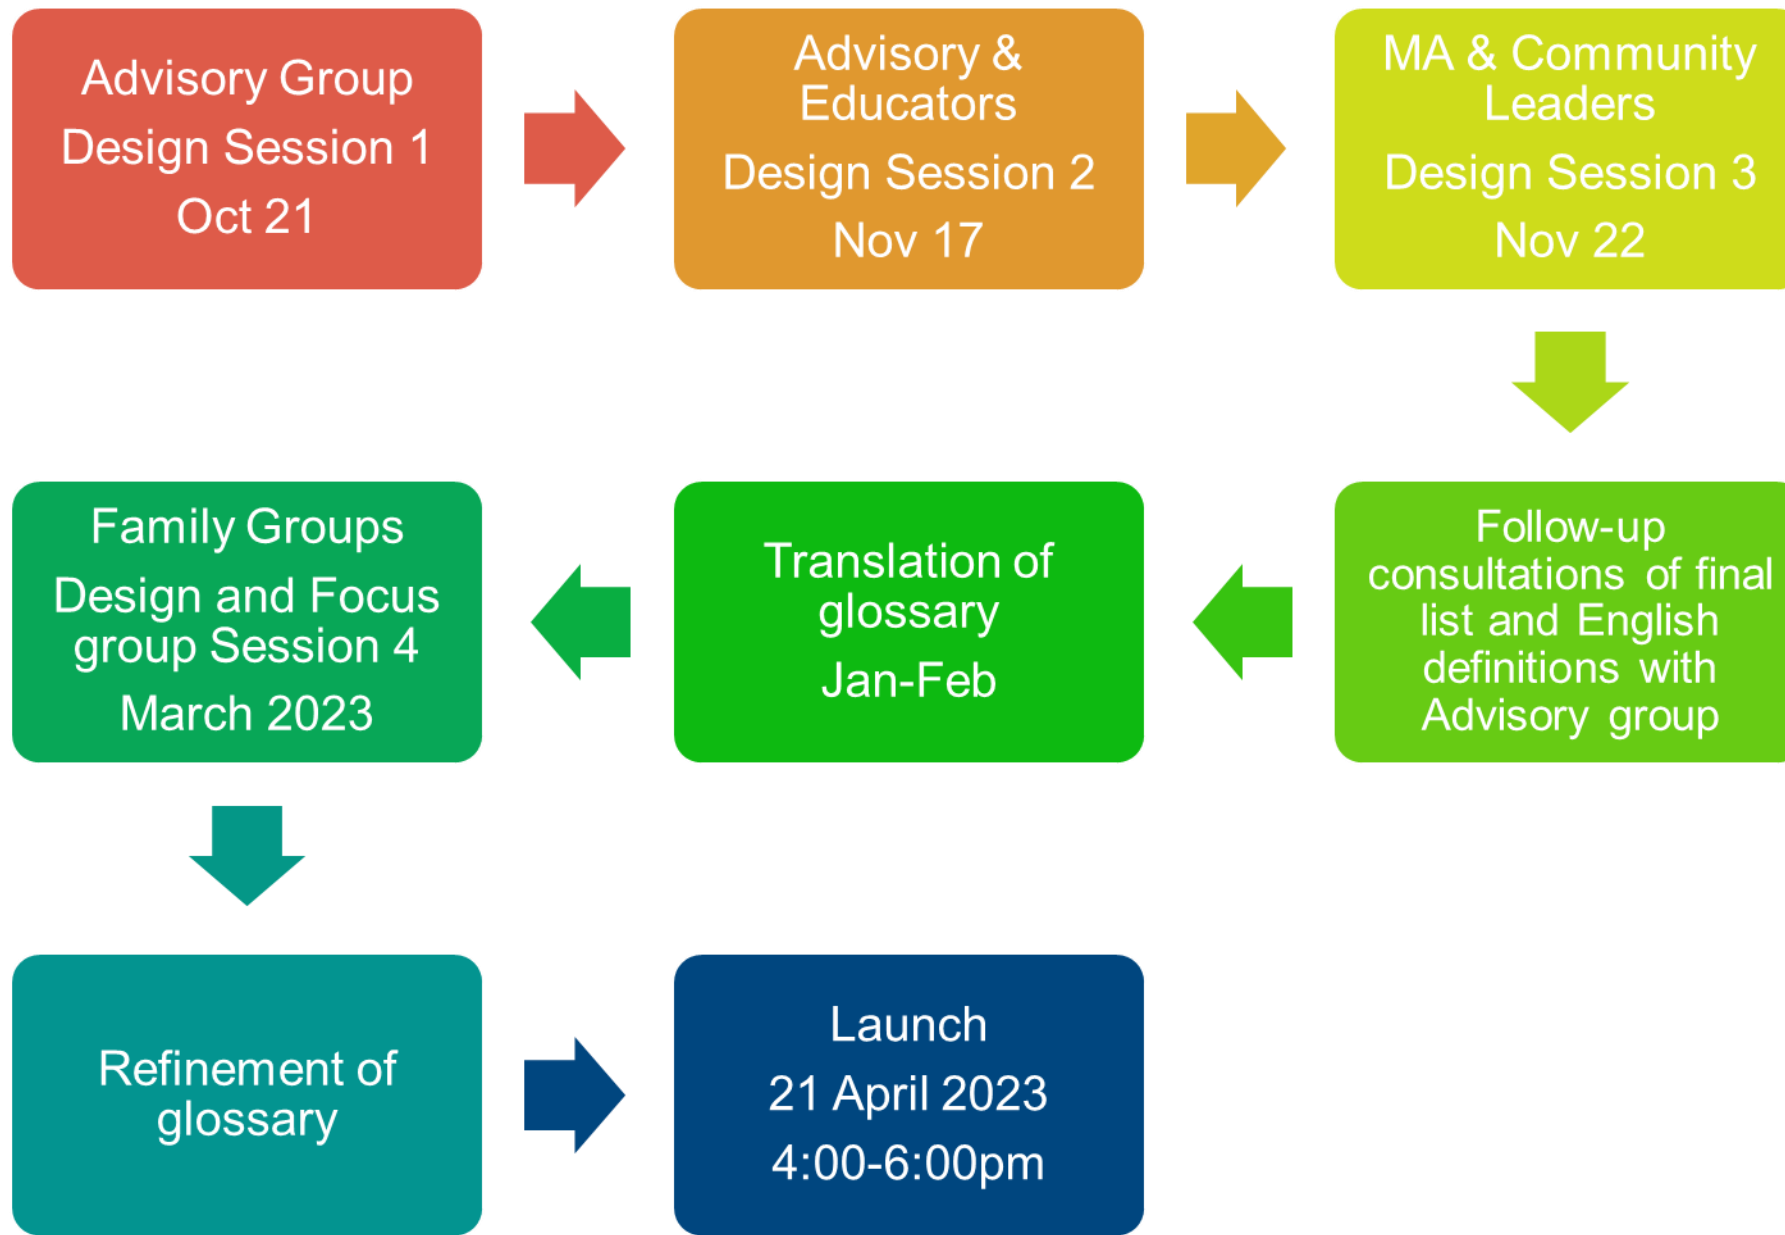 Advisory Group
Design Session 1
Oct 21
Advisory &
Educators
Design Session 2
Nov 17
MA & Community
Leaders
Design Session 3
Nov 22
Follow-up
consultations of final
list and English
definitions with
Advisory group
Translation of
glossary
Jan-Feb
Family Groups
Design and Focus
group Session 4
March 2023
Refinement of
glossary
Launch
21 April 2023
4:00-6:00pm